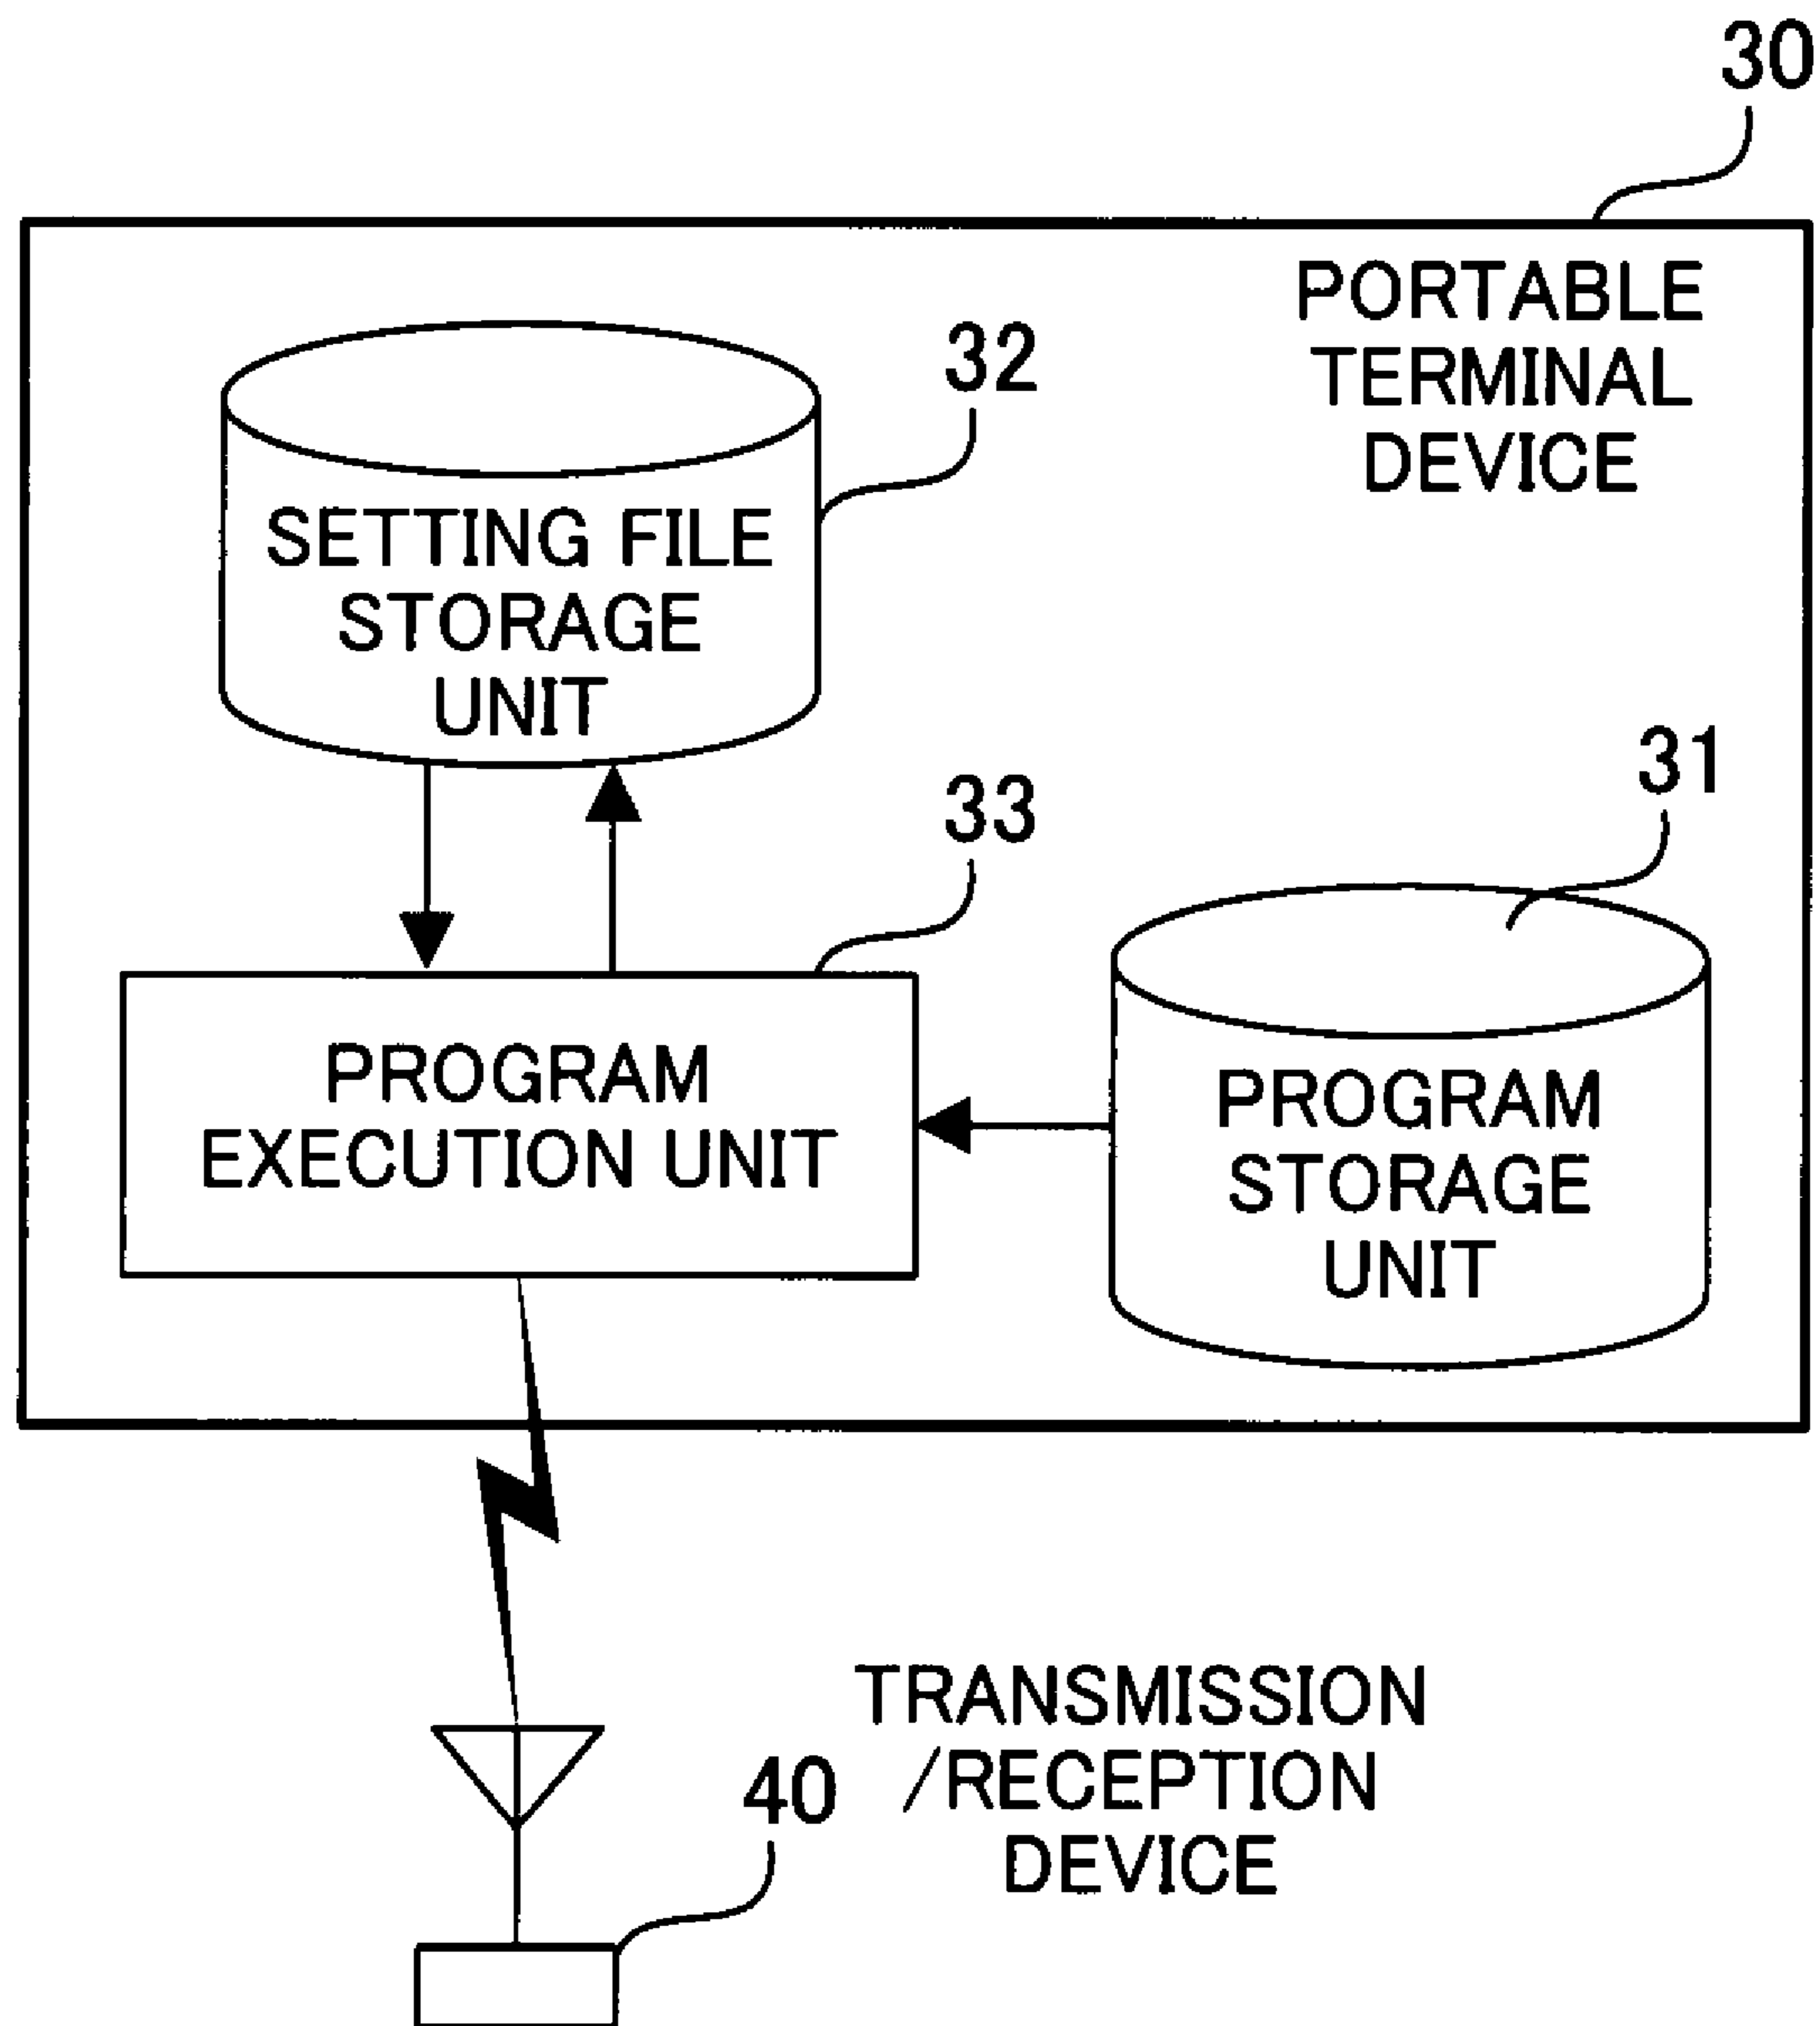 30
PORTABLE
TERMINAL
DEVICE
32
SETTING FILE
STORAGE
UNIT
33
31
PROGRAM
EXECUTION UNIT
PROGRAM
STORAGE
UNIT
TRANSMISSION
/RECEPTION
DEVICE
40